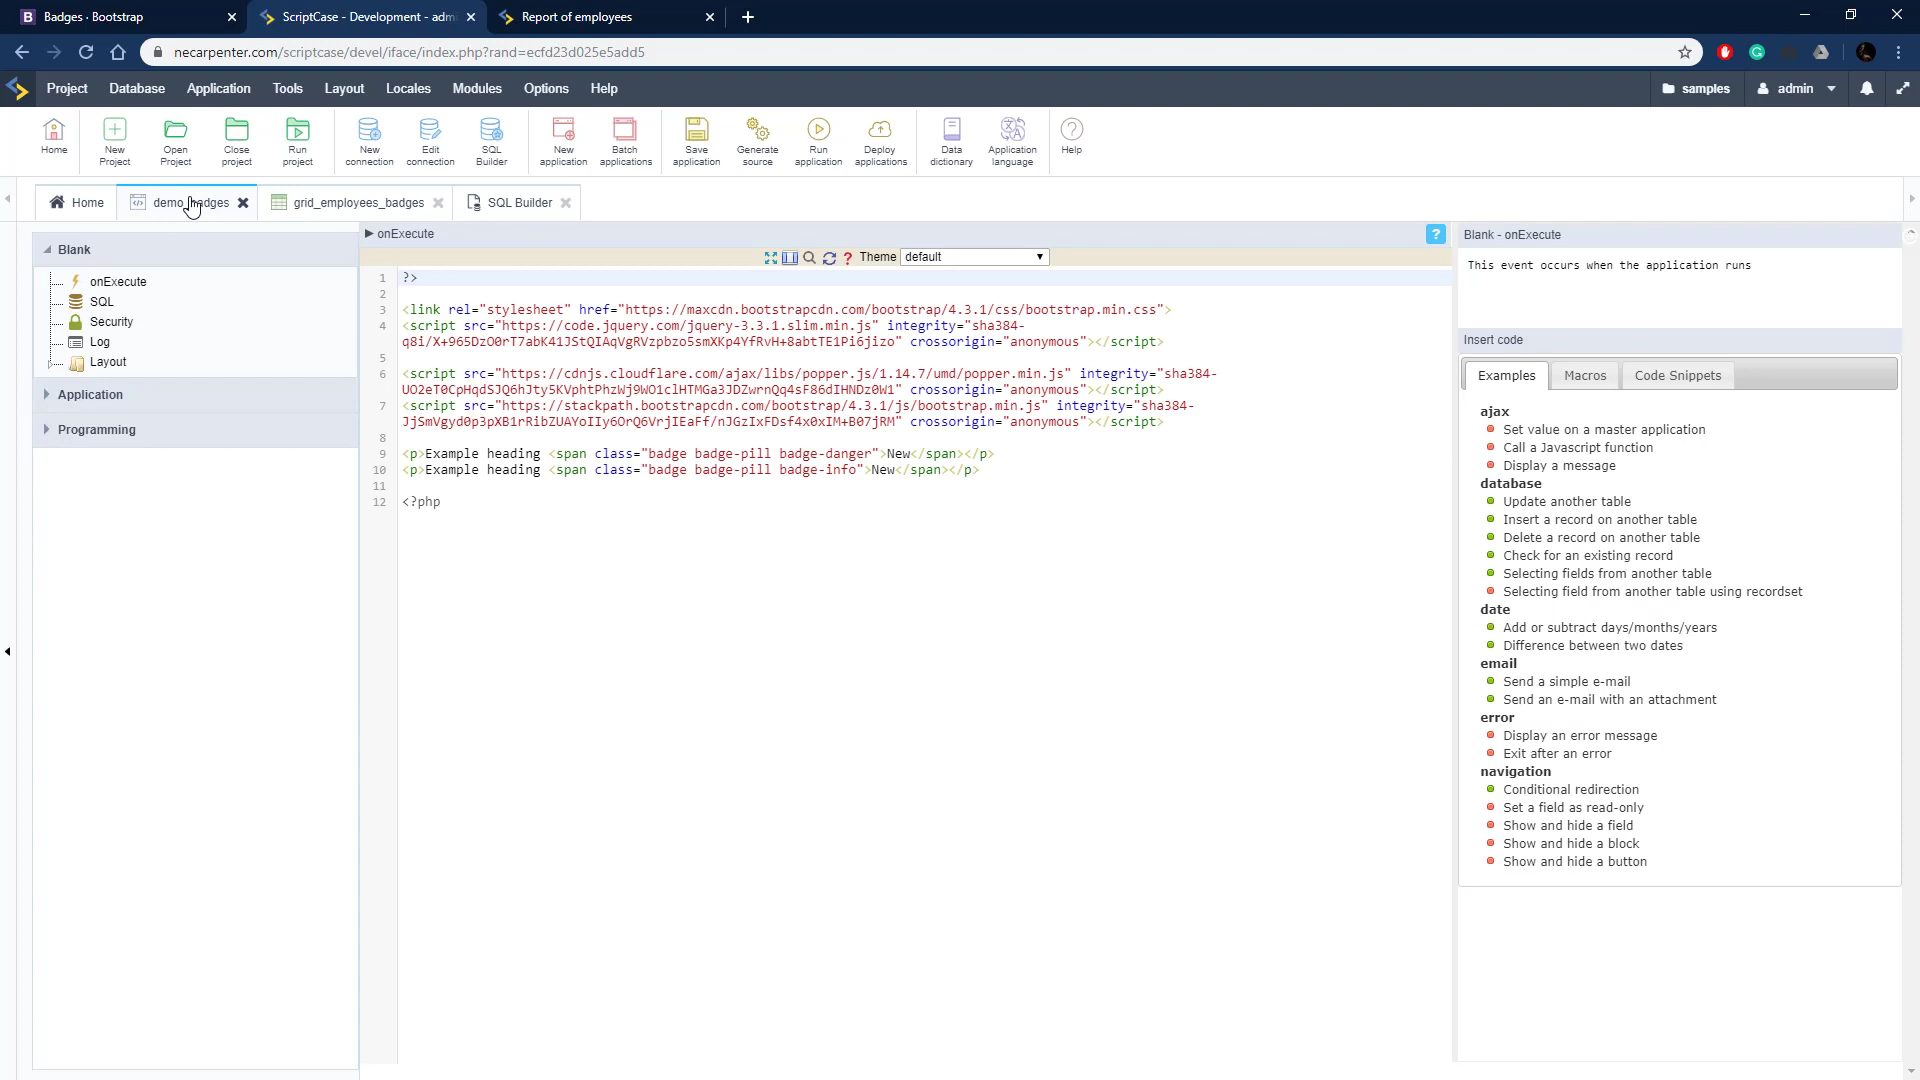 Badges · Bootstrap
ScriptCase - Development - adm
Report of employees
necarpenter.com/scriptcase/devel/iface/index.php?rand=ecfd23d025e5add5
Project Database Application Tools Layout Locales Modules Options Help
samples admin
Home
New Project
Open Project
Close project
Run project
New connection
Edit connection
SQL Builder
New application
Batch applications
Save application
Generate source
Run application
Deploy applications
Data dictionary
Application language
Help
Home
demo_badges
grid_employees_badges
SQL Builder
Blank
onExecute
SQL
Security
Log
Layout
Application
Programming
onExecute
Theme default
1 ?>
2
3 <link rel="stylesheet" href="https://maxcdn.bootstrapcdn.com/bootstrap/4.3.1/css/bootstrap.min.css">
4 <script src="https://code.jquery.com/jquery-3.3.1.slim.min.js" integrity="sha384-
q8i/X+965DzO0rT7abK41JStQIAqVgRVzpbzo5smXKp4YfRvH+8abtTE1Pi6jizo" crossorigin="anonymous"></script>
5
6 <script src="https://cdnjs.cloudflare.com/ajax/libs/popper.js/1.14.7/umd/popper.min.js" integrity="sha384-
UO2eT0CpHqdSJQ6hJty5KVphtPhzWj9WO1clHTMGa3JDZwrnQq4sF86dIHNDz0W1" crossorigin="anonymous"></script>
7 <script src="https://stackpath.bootstrapcdn.com/bootstrap/4.3.1/js/bootstrap.min.js" integrity="sha384-
JjSmVgyd0p3pXB1rRibZUAYoIIy6OrQ6VrjIEaFf/nJGzIxFDsf4x0xIM+B07jRM" crossorigin="anonymous"></script>
8
9 <p>Example heading <span class="badge badge-pill badge-danger">New</span></p>
10 <p>Example heading <span class="badge badge-pill badge-info">New</span></p>
11
12 <?php
Blank - onExecute
This event occurs when the application runs
Insert code
Examples Macros Code Snippets
ajax
Set value on a master application
Call a Javascript function
Display a message
database
Update another table
Insert a record on another table
Delete a record on another table
Check for an existing record
Selecting fields from another table
Selecting field from another table using recordset
date
Add or subtract days/months/years
Difference between two dates
email
Send a simple e-mail
Send an e-mail with an attachment
error
Display an error message
Exit after an error
navigation
Conditional redirection
Set a field as read-only
Show and hide a field
Show and hide a block
Show and hide a button